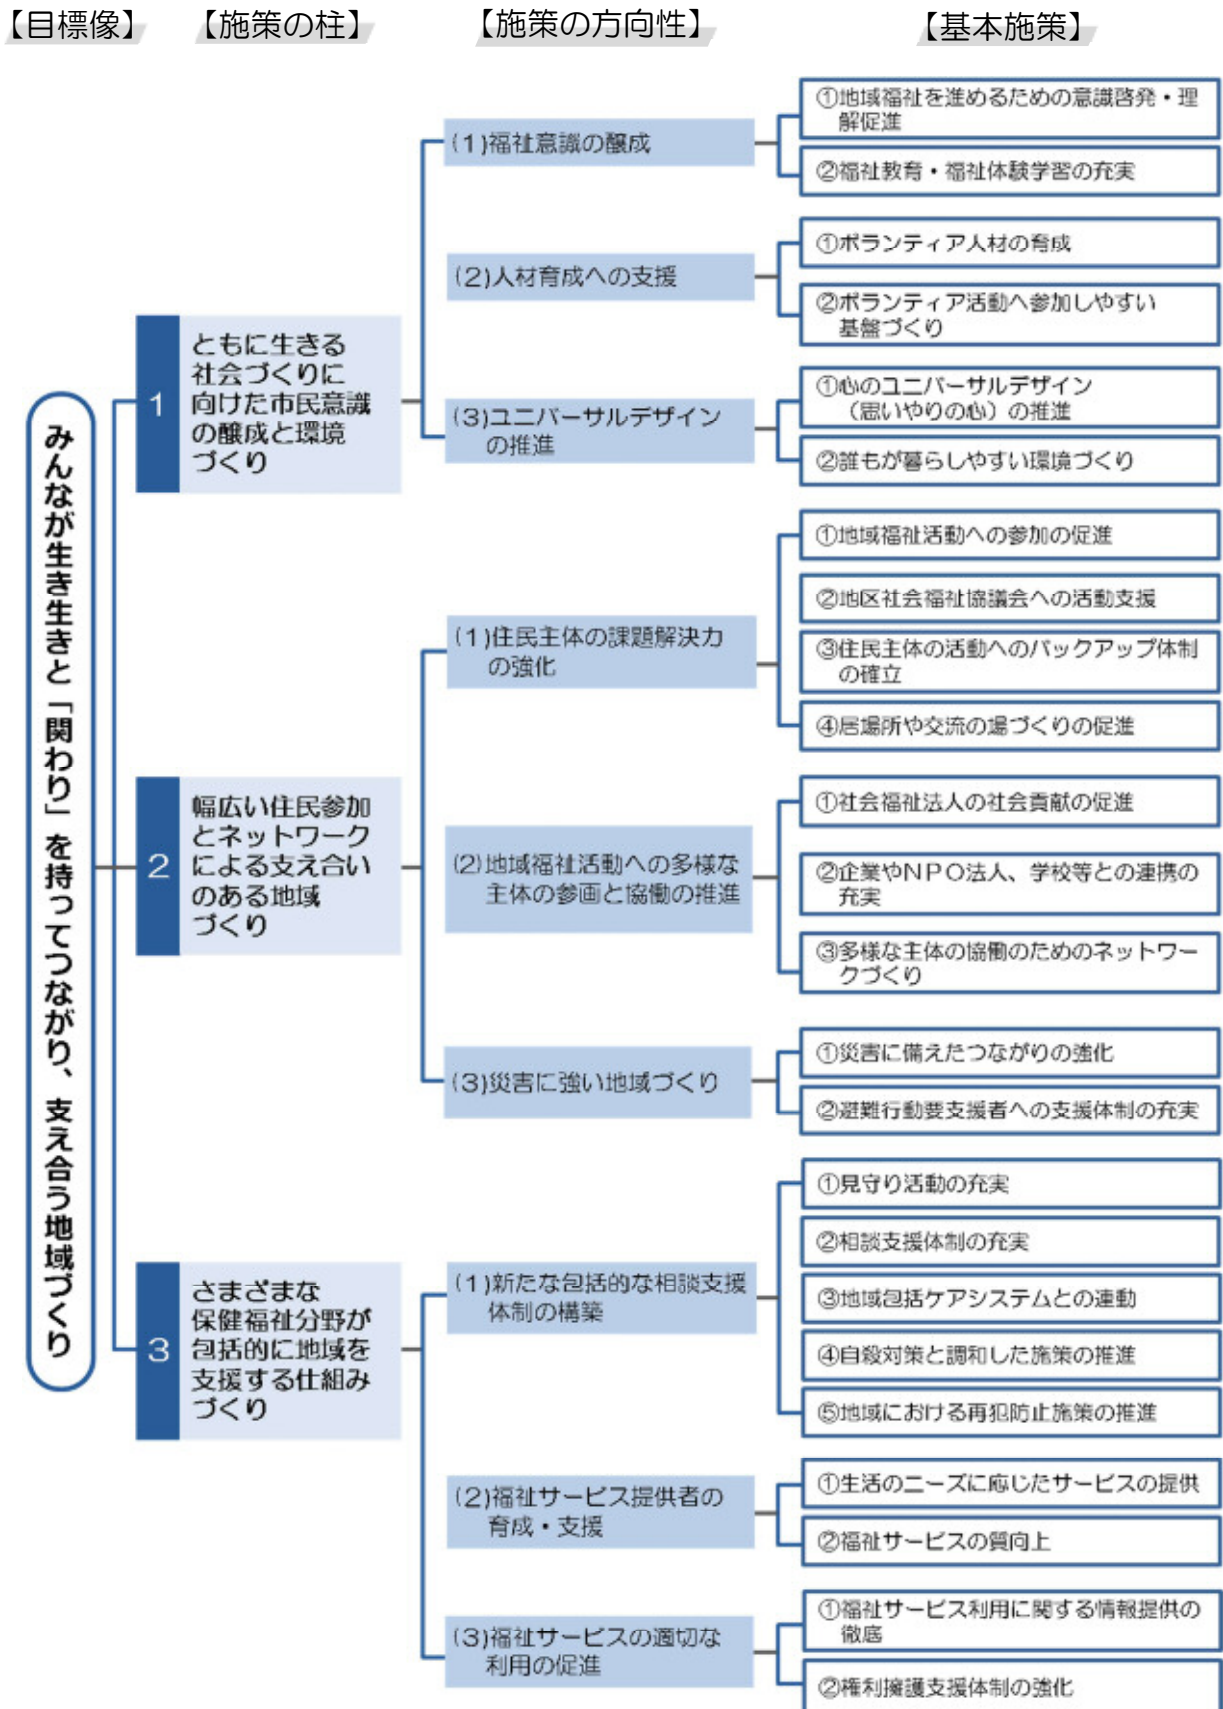 【目標像】 【施策の柱】 【施策の方向性】 【基本施策】
みんなが生き生きと「関わり」を持ってつながり、支え合う地域づくり
1
ともに生きる
社会づくりに
向けた市民意識
の醸成と環境
づくり
(1)福祉意識の醸成
①地域福祉を進めるための意識啓発・理
解促進
②福祉教育・福祉体験学習の充実
(2)人材育成への支援
①ボランティア人材の育成
②ボランティア活動へ参加しやすい
基盤づくり
(3)ユニバーサルデザイン
の推進
①心のユニバーサルデザイン
（思いやりの心）の推進
②誰もが暮らしやすい環境づくり
2
幅広い住民参加
とネットワーク
による支え合い
のある地域
づくり
(1)住民主体の課題解決力
の強化
①地域福祉活動への参加の促進
②地区社会福祉協議会への活動支援
③住民主体の活動へのバックアップ体制
の確立
④居場所や交流の場づくりの促進
(2)地域福祉活動への多様な
主体の参画と協働の推進
①社会福祉法人の社会貢献の促進
②企業やNPO法人、学校等との連携の
充実
③多様な主体の協働のためのネットワー
クづくり
(3)災害に強い地域づくり
①災害に備えたつながりの強化
②避難行動要支援者への支援体制の充実
3
さまざまな
保健福祉分野が
包括的に地域を
支援する仕組み
づくり
(1)新たな包括的な相談支援
体制の構築
①見守り活動の充実
②相談支援体制の充実
③地域包括ケアシステムとの連動
④自殺対策と調和した施策の推進
⑤地域における再犯防止施策の推進
(2)福祉サービス提供者の
育成・支援
①生活のニーズに応じたサービスの提供
②福祉サービスの質向上
(3)福祉サービスの適切な
利用の促進
①福祉サービス利用に関する情報提供の
徹底
②権利擁護支援体制の強化